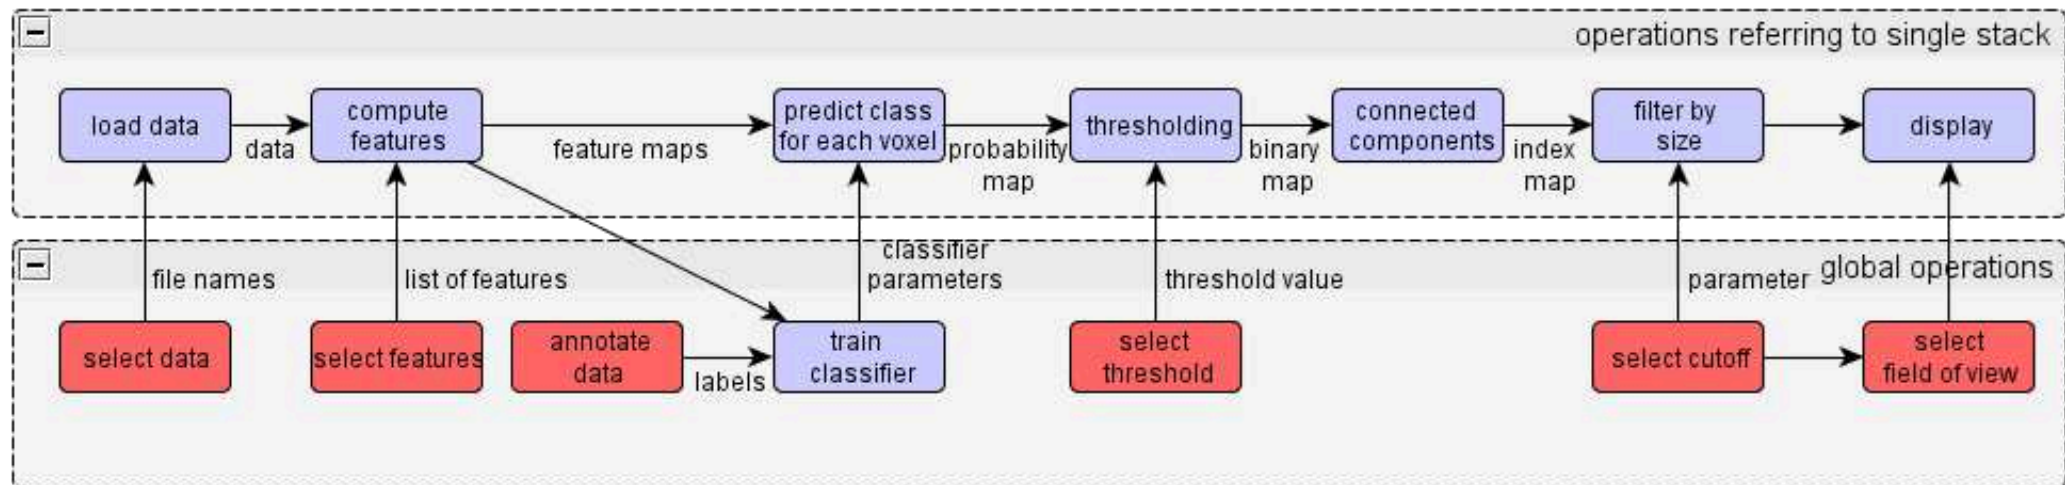 operations referring to single stack
load data
data
compute
features
feature maps
predict class
for each voxel
probability
map
thresholding
binary
map
connected
components
index
map
filter by
size
display
global operations
file names
list of features
classifier
parameters
threshold value
parameter
select data
select features
annotate
data
labels
train
classifier
select
threshold
select cutoff
select
field of view